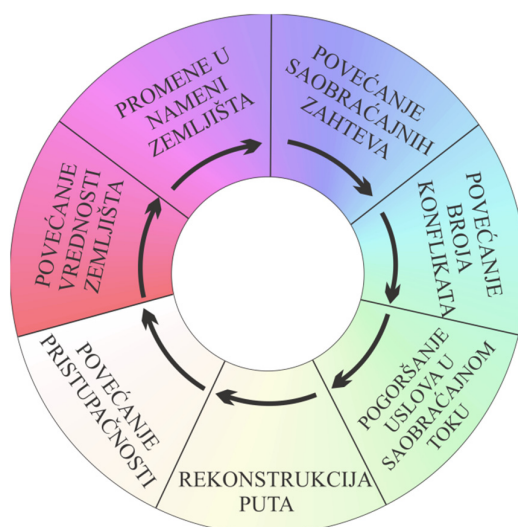 PROMENE U
NAMENI
ZEMLJIŠTA
POVEĆANJE
SAOBRAĆAJNIH
ZAHTEVA
POVEĆANJE
BROJA
KONFLIKATA
POGORŠANJE
USLOVA U
SAOBRAĆAJNOM
TOKU
REKONSTRUKCIJA
PUTA
POVEĆANJE
PRISTUPAČNOSTI
POVEĆANJE
VREDNOSTI
ZEMLJIŠTA